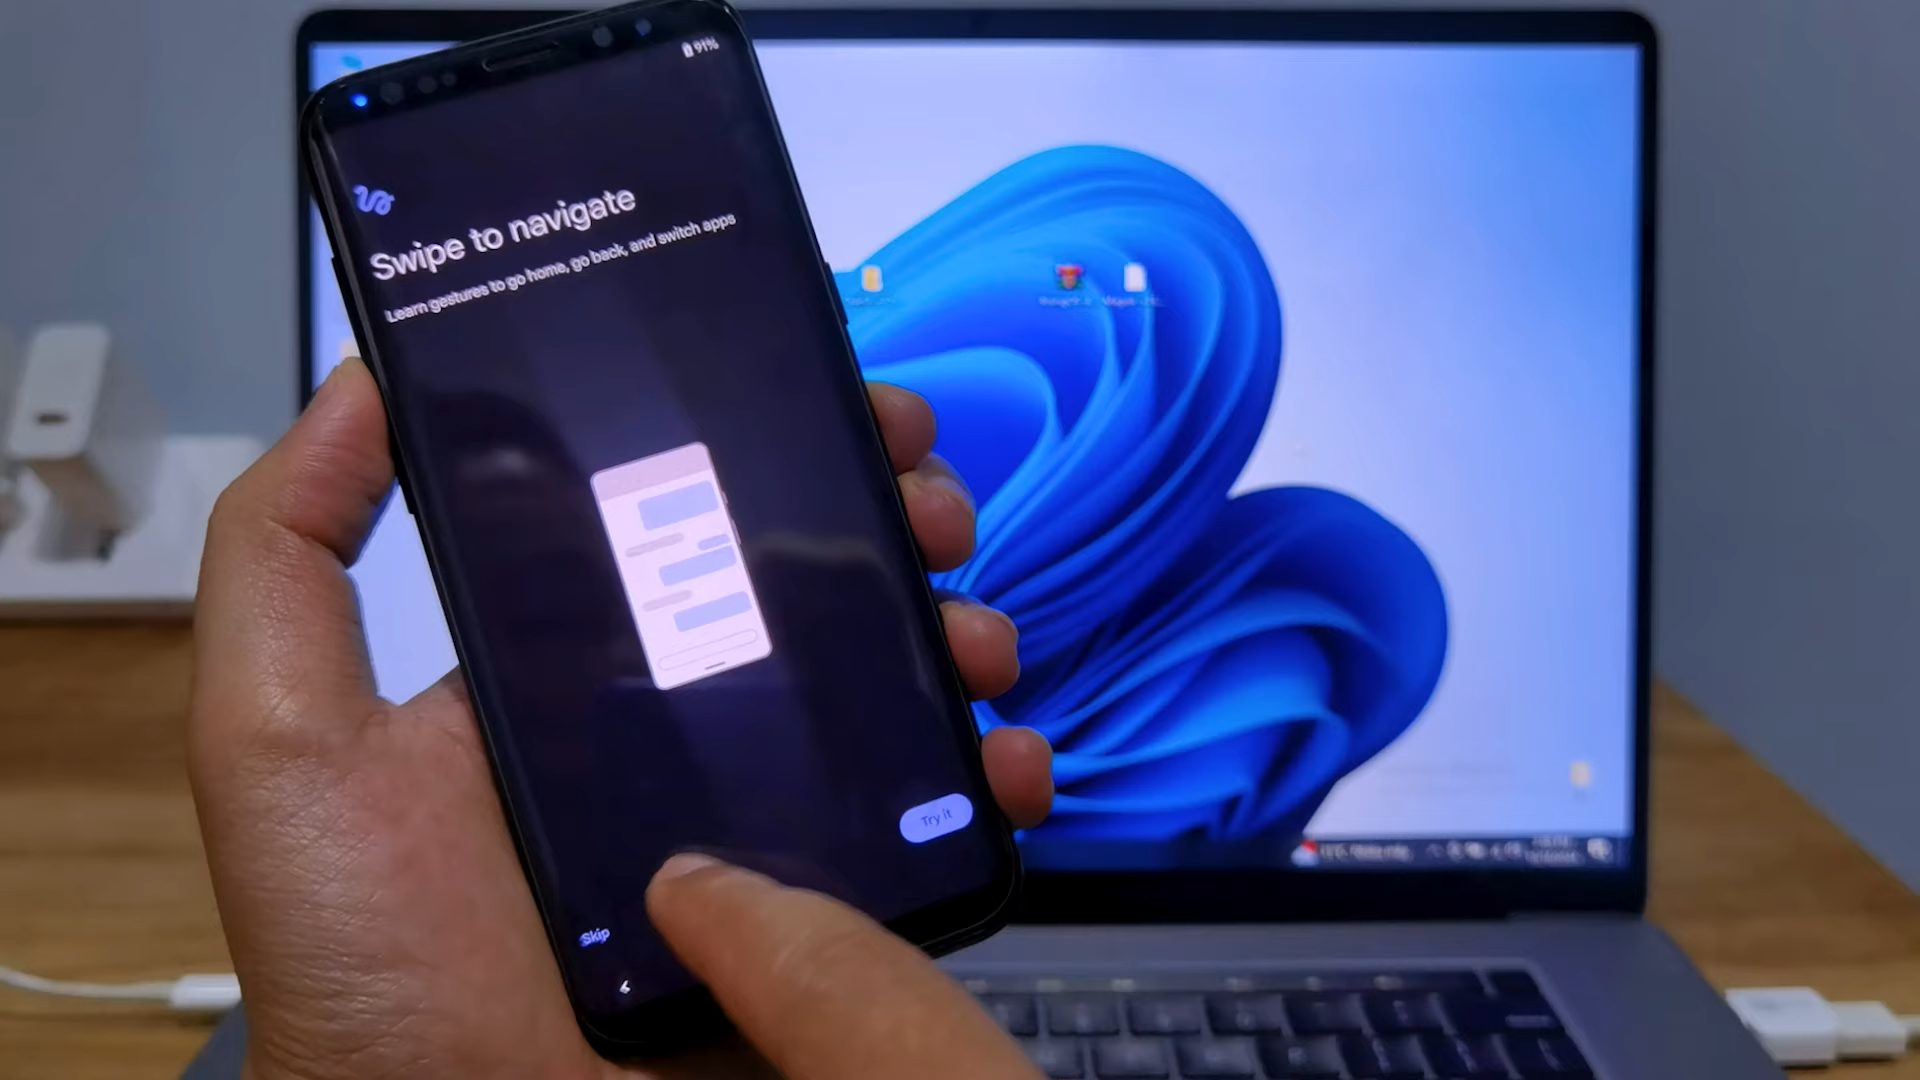 91%
Swipe to navigate
Learn gestures to go home, go back, and switch apps
Try it
Skip